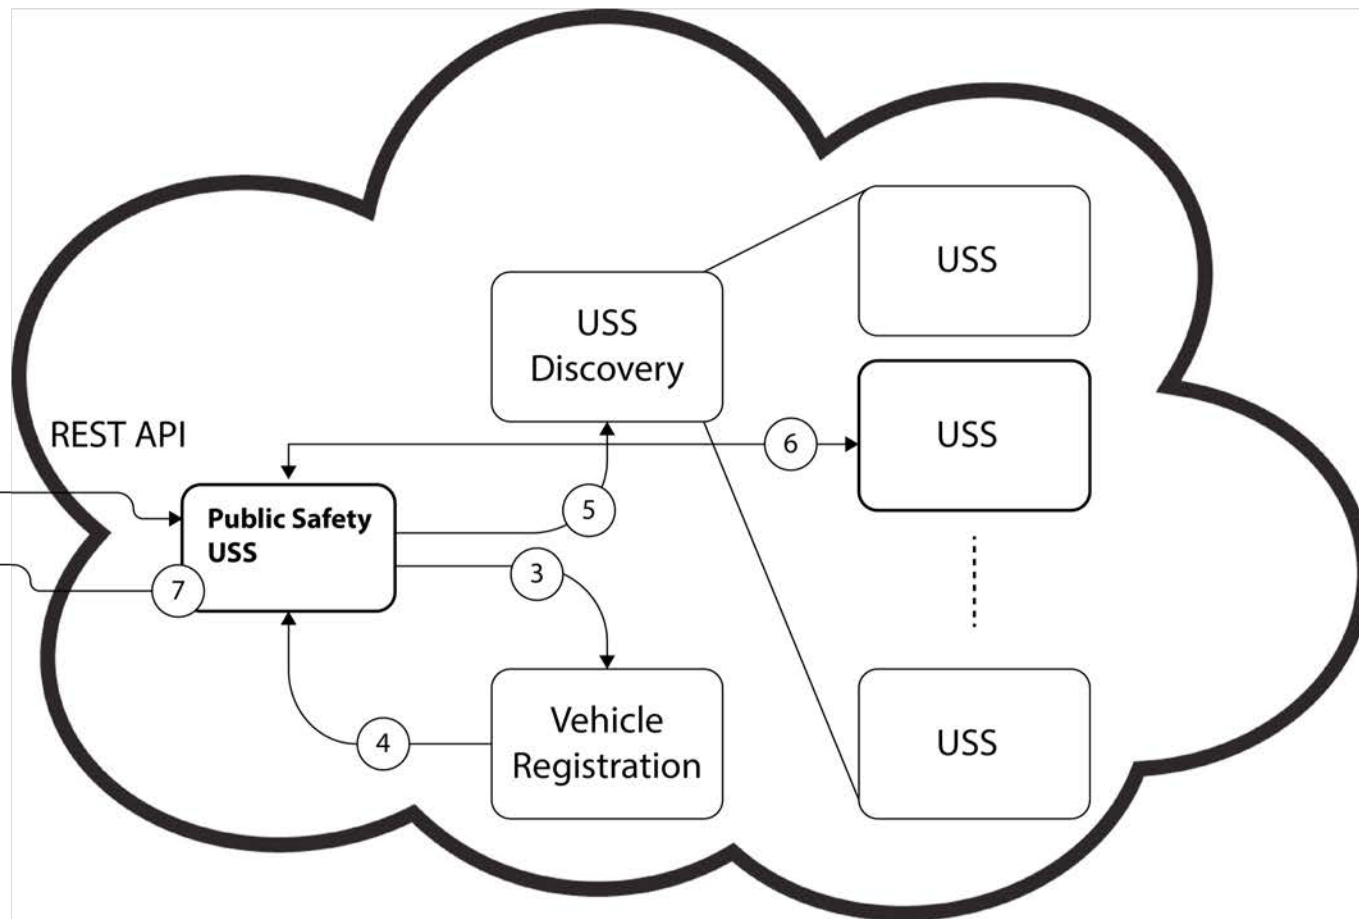 USS
USS
Discovery
USS
REST API
6
5
Public Safety
USS
3
7
USS
Vehicle
Registration
4